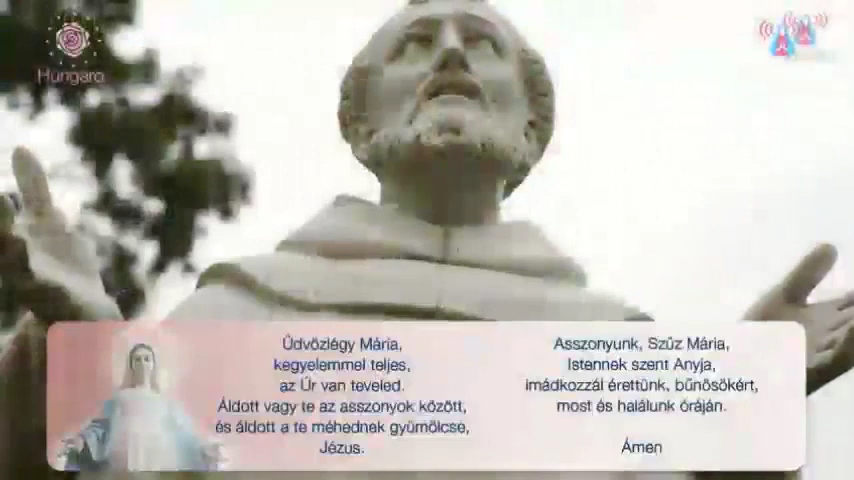 Hungaro
Üdvözlégy Mária,
kegyelemmel teljes,
az Úr van teveled.
Áldott vagy te az asszonyok között,
és áldott a te méhednek gyümölcse,
Jézus.
Asszonyunk, Szűz Mária,
Istennek szent Anyja,
imádkozzál érettünk, bűnösökért,
most és halálunk óráján.
Ámen